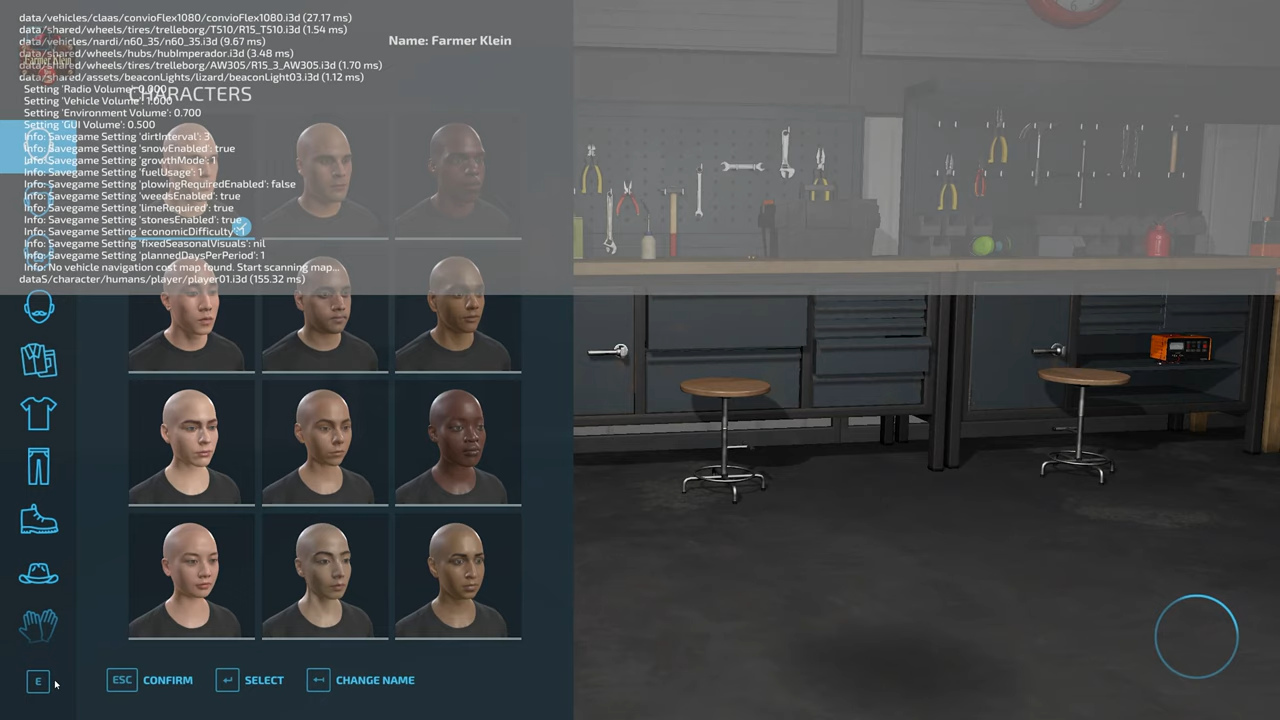 data/vehicles/claas/convioFlex1080/convioFlex1080.i3d (27.17 ms)
data/shared/wheels/tires/trelleborg/T510/R15_T510.i3d (1.54 ms)
data/vehicles/nardi/n60_35/n60_35.i3d (9.67 ms)
data/shared/wheels/hubs/hubImperador.i3d (3.48 ms)
data/shared/wheels/tires/trelleborg/AW305/R15_3_AW305.i3d (1.70 ms)
data/shared/assets/beaconLights/lizard/beaconLight03.i3d (1.12 ms)
Setting 'Radio Volume': 0.000
Setting 'Vehicle Volume': 1.000
Setting 'Environment Volume': 0.700
Setting 'GUI Volume': 0.500
Info: Savegame Setting 'dirtInterval': 3
Info: Savegame Setting 'snowEnabled': true
Info: Savegame Setting 'growthMode': 1
Info: Savegame Setting 'fuelUsage': 1
Info: Savegame Setting 'plowingRequiredEnabled': false
Info: Savegame Setting 'weedsEnabled': true
Info: Savegame Setting 'limeRequired': true
Info: Savegame Setting 'stonesEnabled': true
Info: Savegame Setting 'economicDifficulty': 1
Info: Savegame Setting 'fixedSeasonalVisuals': nil
Info: Savegame Setting 'plannedDaysPerPeriod': 1
Info: No vehicle navigation cost map found. Start scanning map...
dataS/character/humans/player/player01.i3d (155.32 ms)
Farmer Klein
Name: Farmer Klein
CHARACTERS
E
ESC CONFIRM
SELECT
CHANGE NAME